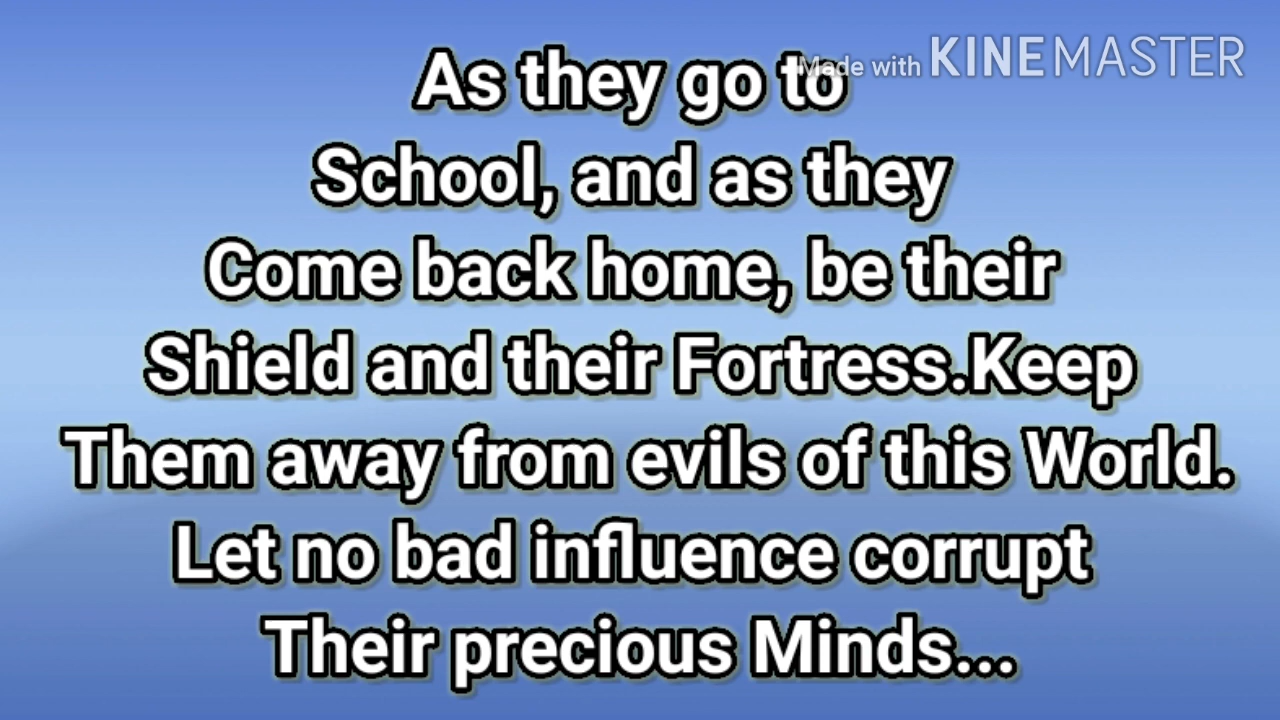 Made with KINEMASTER
As they go to
School, and as they
Come back home, be their
Shield and their Fortress.Keep
Them away from evils of this World.
Let no bad influence corrupt
Their precious Minds...